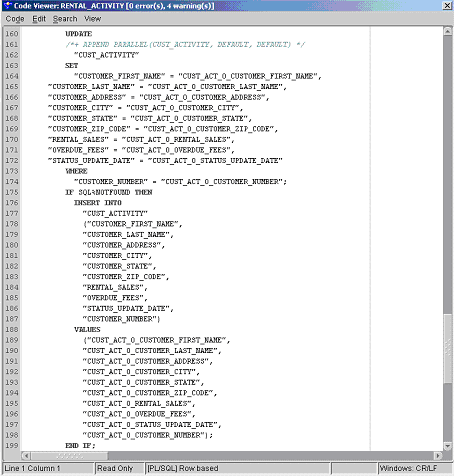 Code Viewer: RENTAL_ACTIVITY [0 error(s), 4 warning(s)]
Code Edit Search View
160 UPDATE
161 /*+ APPEND PARALLEL(CUST_ACTIVITY, DEFAULT, DEFAULT) */
162 "CUST_ACTIVITY"
163 SET
164 "CUSTOMER_FIRST_NAME" = "CUST_ACT_0_CUSTOMER_FIRST_NAME",
165 "CUSTOMER_LAST_NAME" = "CUST_ACT_0_CUSTOMER_LAST_NAME",
166 "CUSTOMER_ADDRESS" = "CUST_ACT_0_CUSTOMER_ADDRESS",
167 "CUSTOMER_CITY" = "CUST_ACT_0_CUSTOMER_CITY",
168 "CUSTOMER_STATE" = "CUST_ACT_0_CUSTOMER_STATE",
169 "CUSTOMER_ZIP_CODE" = "CUST_ACT_0_CUSTOMER_ZIP_CODE",
170 "RENTAL_SALES" = "CUST_ACT_0_RENTAL_SALES",
171 "OVERDUE_FEES" = "CUST_ACT_0_OVERDUE_FEES",
172 "STATUS_UPDATE_DATE" = "CUST_ACT_0_STATUS_UPDATE_DATE"
173 WHERE
174 "CUSTOMER_NUMBER" = "CUST_ACT_0_CUSTOMER_NUMBER";
175 IF SQL%NOTFOUND THEN
176 INSERT INTO
177 "CUST_ACTIVITY"
178 ("CUSTOMER_FIRST_NAME",
179 "CUSTOMER_LAST_NAME",
180 "CUSTOMER_ADDRESS",
181 "CUSTOMER_CITY",
182 "CUSTOMER_STATE",
183 "CUSTOMER_ZIP_CODE",
184 "RENTAL_SALES",
185 "OVERDUE_FEES",
186 "STATUS_UPDATE_DATE",
187 "CUSTOMER_NUMBER")
188 VALUES
189 ("CUST_ACT_0_CUSTOMER_FIRST_NAME",
190 "CUST_ACT_0_CUSTOMER_LAST_NAME",
191 "CUST_ACT_0_CUSTOMER_ADDRESS",
192 "CUST_ACT_0_CUSTOMER_CITY",
193 "CUST_ACT_0_CUSTOMER_STATE",
194 "CUST_ACT_0_CUSTOMER_ZIP_CODE",
195 "CUST_ACT_0_RENTAL_SALES",
196 "CUST_ACT_0_OVERDUE_FEES",
197 "CUST_ACT_0_STATUS_UPDATE_DATE",
198 "CUST_ACT_0_CUSTOMER_NUMBER");
199 END IF;
Line 1 Column 1 Read Only [PL/SQL] Row based Windows: CR/LF